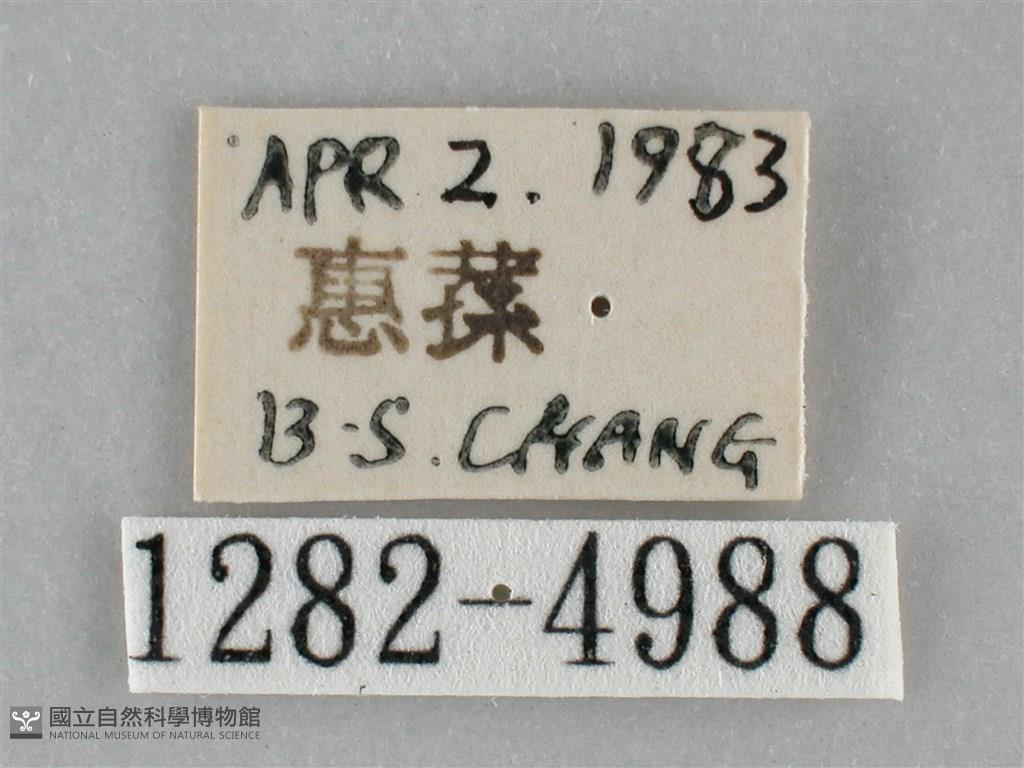 APR 2. 1983
惠蓀
B-S. CHANG
1282-4988
國立自然科學博物館
NATIONAL MUSEUM OF NATURAL SCIENCE